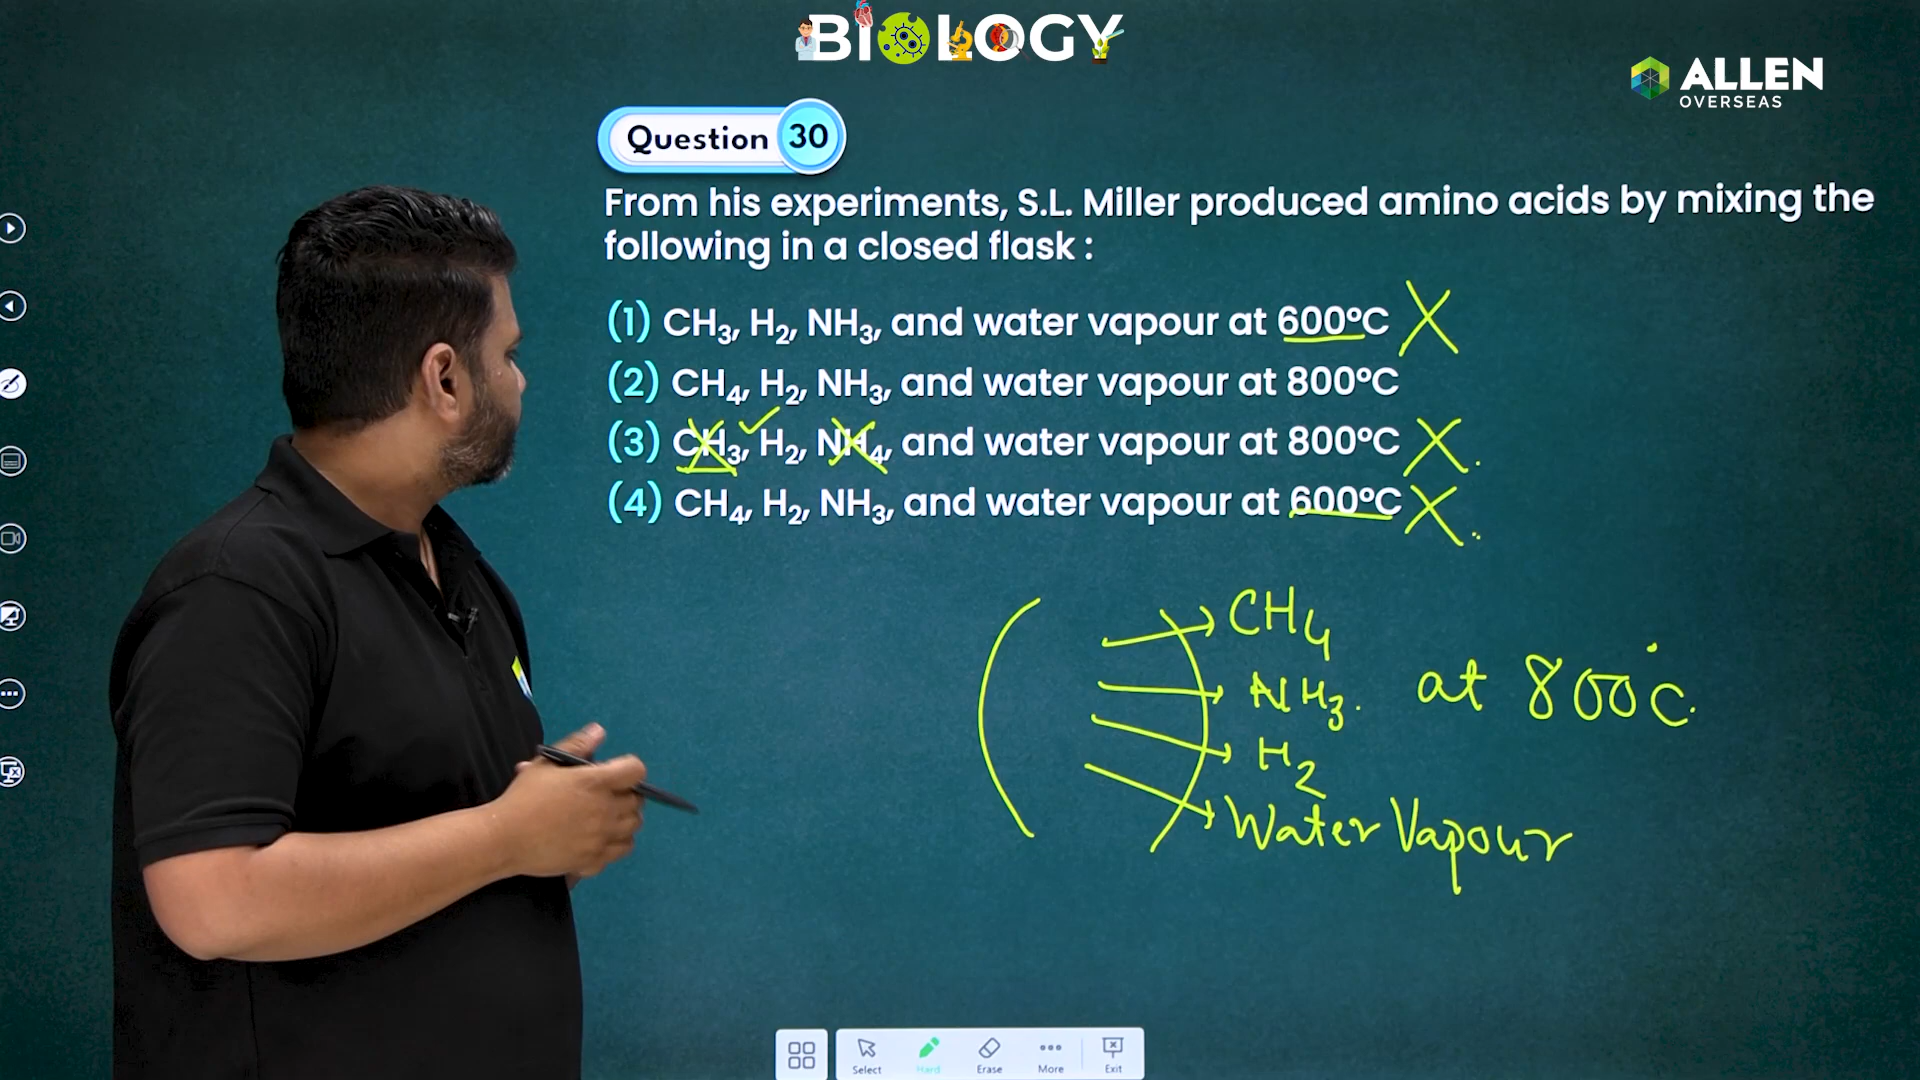 BIOLOGY
ALLEN
OVERSEAS
Question 30
From his experiments, S.L. Miller produced amino acids by mixing the
following in a closed flask :
(1) CH₃, H₂, NH₃, and water vapour at 600°C
(2) CH₄, H₂, NH₃, and water vapour at 800°C
(3) CH₃, H₂, NH₄, and water vapour at 800°C
(4) CH₄, H₂, NH₃, and water vapour at 600°C
CH₄
NH₃. at 800°C.
H₂
Water Vapour
Select
Hard
Erase
More
Exit